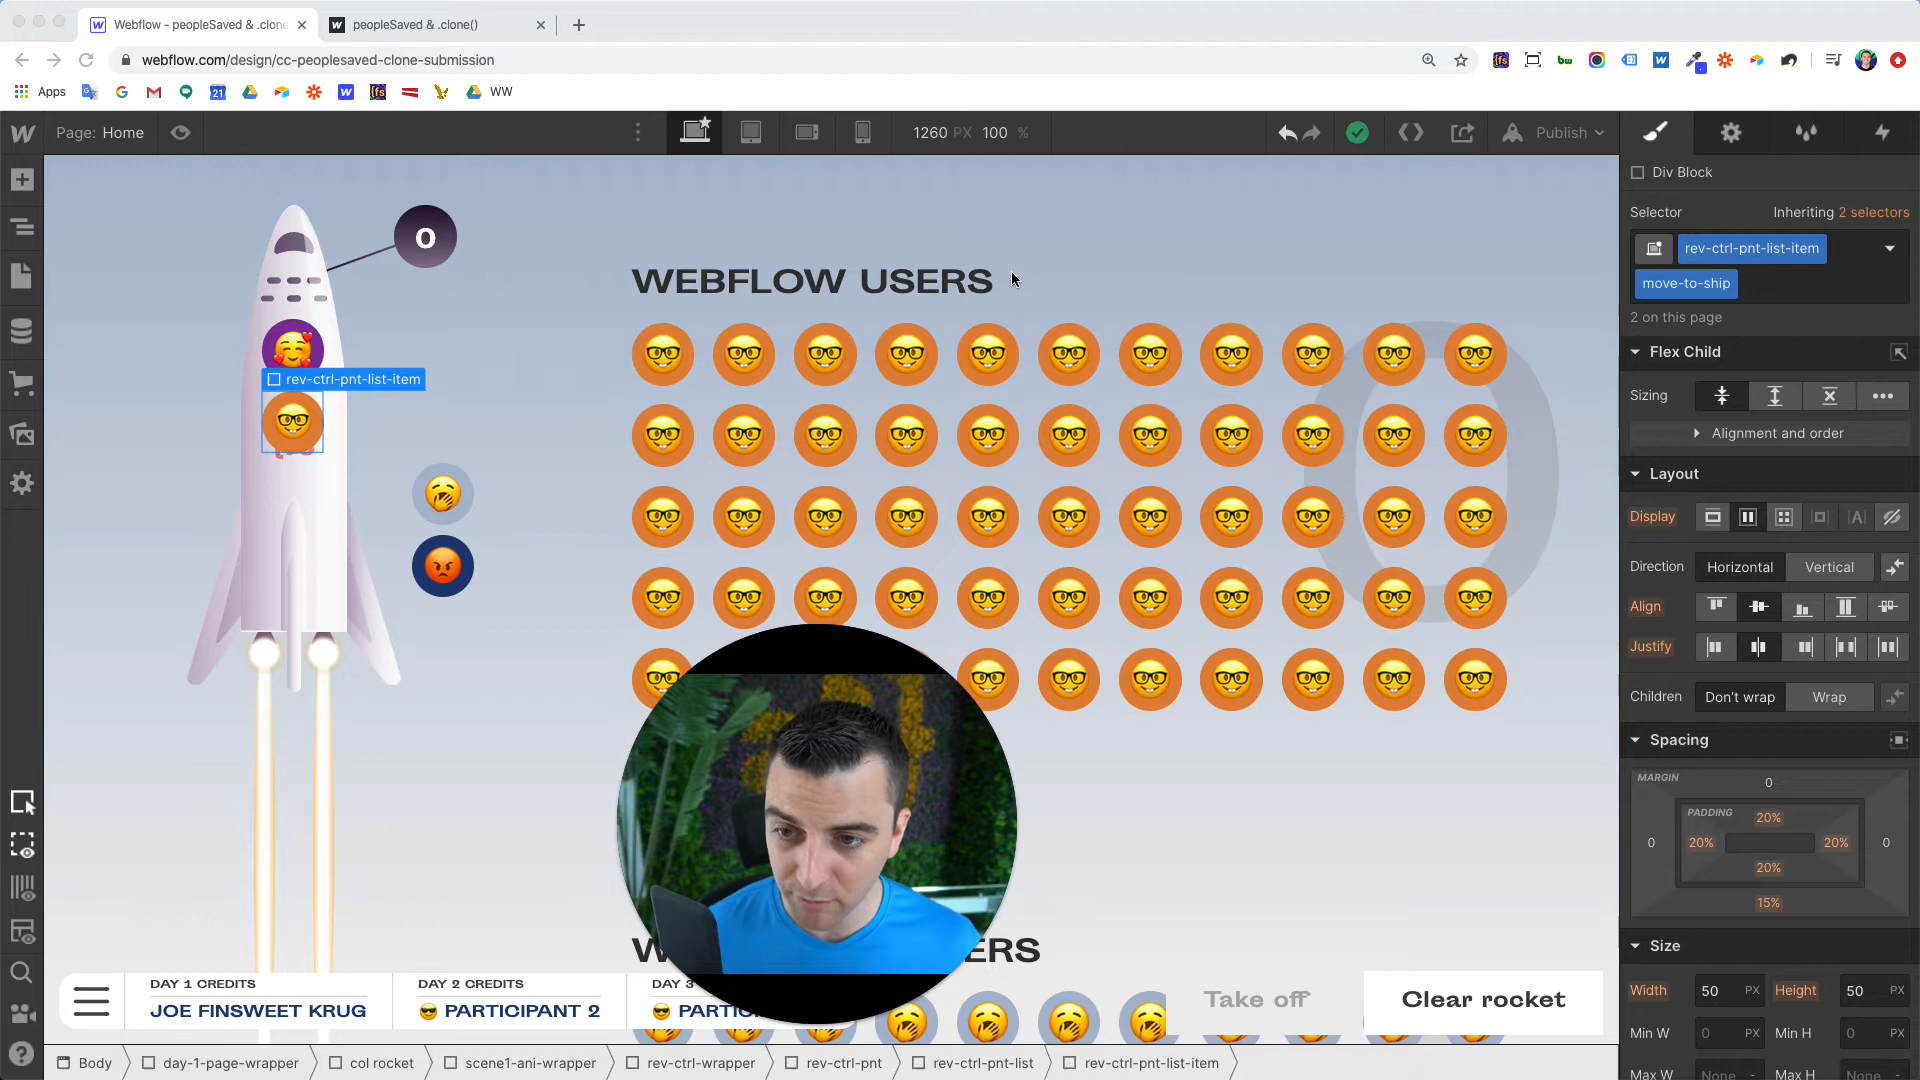 Webflow - peopleSaved & .clone
peopleSaved & .clone()
webflow.com/design/cc-peoplesaved-clone-submission
Apps
21
WW
Page: Home
1260 PX 100 %
Publish
0
WEBFLOW USERS
rev-ctrl-pnt-list-item
DAY 1 CREDITS
JOE FINSWEET KRUG
DAY 2 CREDITS
PARTICIPANT 2
DAY 3
Take off
Clear rocket
Body
day-1-page-wrapper
col rocket
scene1-ani-wrapper
rev-ctrl-wrapper
rev-ctrl-pnt
rev-ctrl-pnt-list
rev-ctrl-pnt-list-item
Div Block
Selector
Inheriting 2 selectors
rev-ctrl-pnt-list-item
move-to-ship
2 on this page
Flex Child
Sizing
Alignment and order
Layout
Display
Direction Horizontal Vertical
Align
Justify
Children Don't wrap Wrap
Spacing
MARGIN
0
PADDING
20%
0 20% 20% 0
20%
15%
Size
Width 50 PX Height 50 PX
Min W 0 PX Min H 0 PX
Max W None - Max H None -